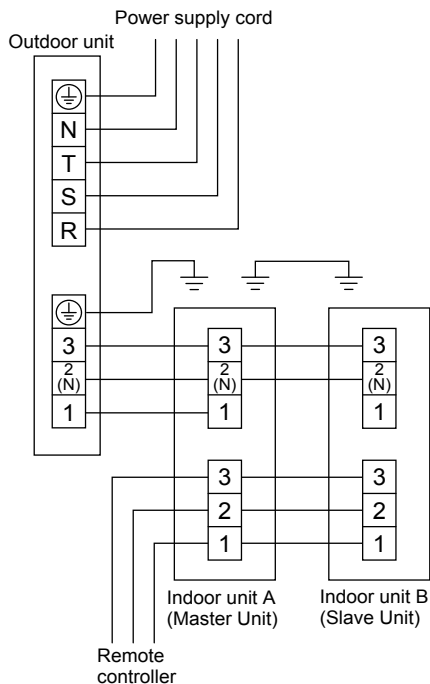 Power supply cord
Outdoor unit
N
T
S
R
3
2
(N)
1
3
2
(N)
1
3
2
(N)
1
3
2
1
3
2
1
Indoor unit A
(Master Unit)
Indoor unit B
(Slave Unit)
Remote
controller